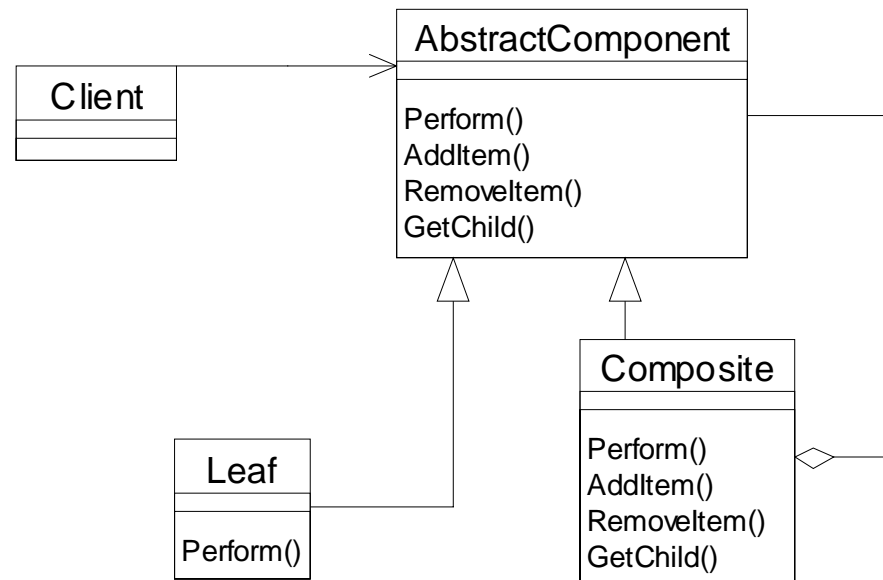 AbstractComponent
Client
Perform()
AddItem()
RemoveItem()
GetChild()
Composite
Perform()
AddItem()
RemoveItem()
GetChild()
Leaf
Perform()